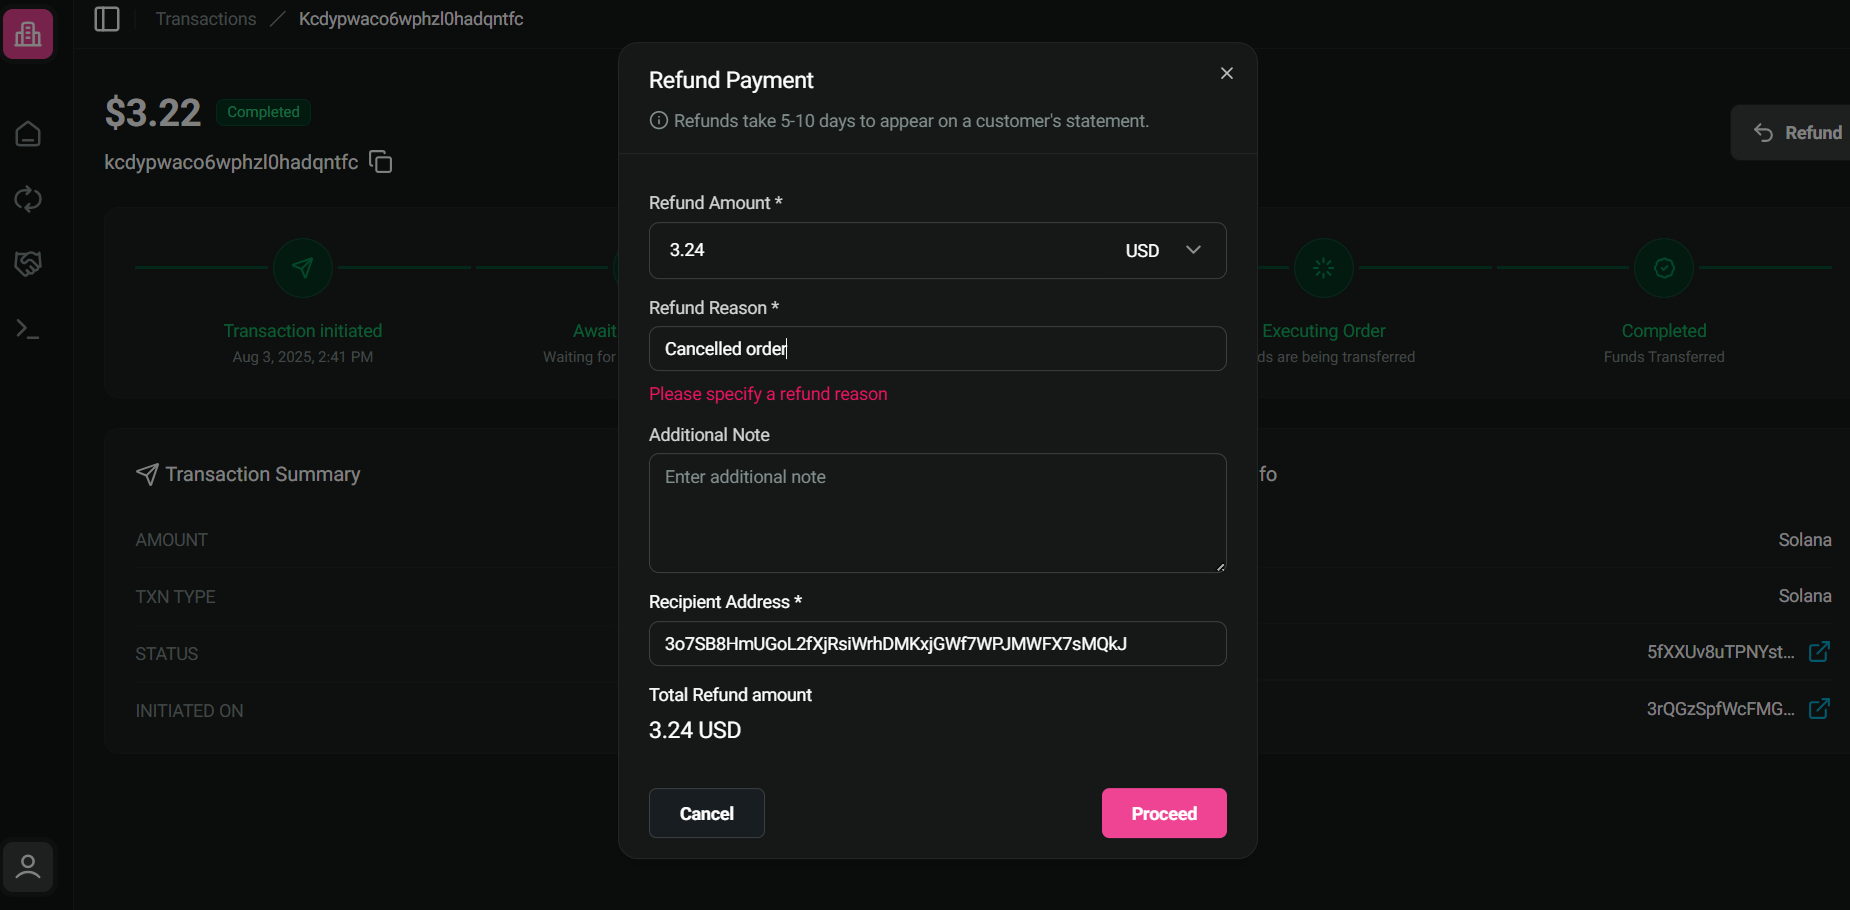 Transactions / Kcdypwaco6wphzl0hadqntfc
$3.22 Completed
kcdypwaco6wphzl0hadqntfc
Refund
Transaction initiated
Aug 3, 2025, 2:41 PM
Await
Waiting for
Executing Order
ds are being transferred
Completed
Funds Transferred
Transaction Summary
AMOUNT
TXN TYPE
STATUS
INITIATED ON
fo
Solana
Solana
5fXXUv8uTPNYst...
3rQGzSpfWcFMG...
Refund Payment
Refunds take 5-10 days to appear on a customer's statement.
Refund Amount *
3.24 USD
Refund Reason *
Cancelled order
Please specify a refund reason
Additional Note
Enter additional note
Recipient Address *
3o7SB8HmUGoL2fXjRsiWrhDMKxjGWf7WPJMWFX7sMQkJ
Total Refund amount
3.24 USD
Cancel
Proceed